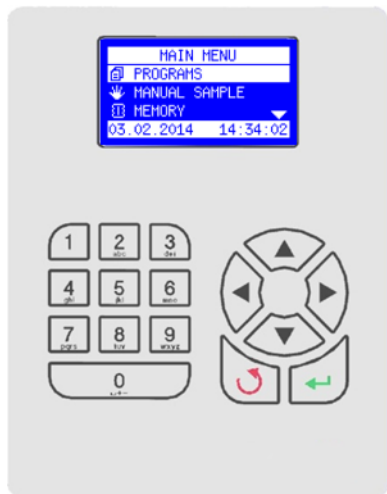 MAIN MENU
PROGRAMS
MANUAL SAMPLE
MEMORY
03.02.2014 14:34:02
1 2 3
abc def
4 5 6
ghi jkl mno
7 8 9
pqrs tuv wxyz
0